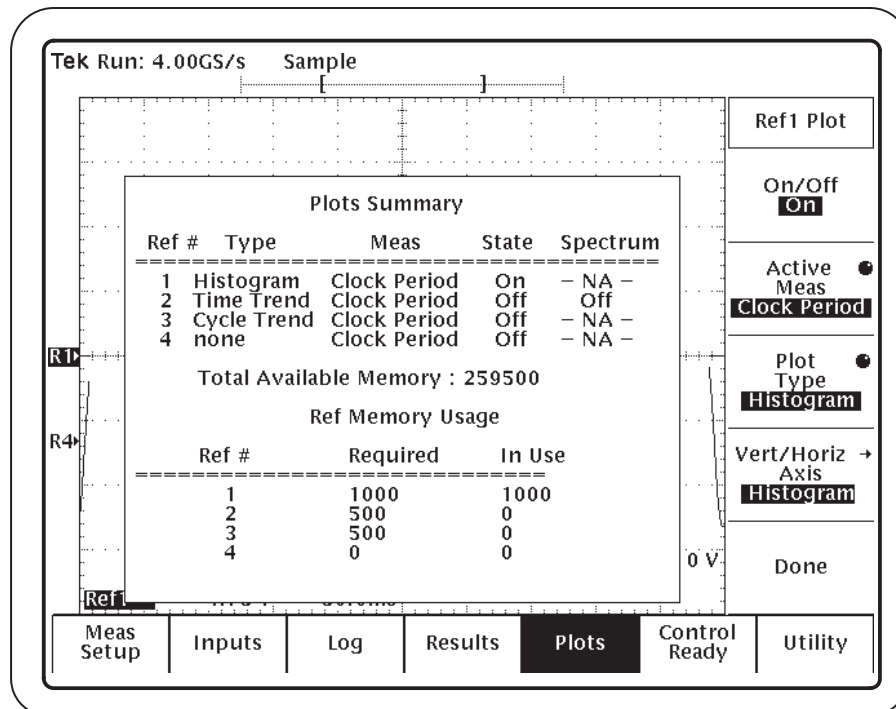 Tek Run: 4.00GS/s Sample
Ref1 Plot
On/Off
On
Active
Meas
Clock Period
Plot
Type
Histogram
Vert/Horiz →
Axis
Histogram
Done
Plots Summary
Ref # Type Meas State Spectrum
1 Histogram Clock Period On – NA –
2 Time Trend Clock Period Off Off
3 Cycle Trend Clock Period Off – NA –
4 none Clock Period Off – NA –
Total Available Memory : 259500
Ref Memory Usage
Ref # Required In Use
1 1000 1000
2 500 0
3 500 0
4 0 0
R1
R4
0 V
Ref1
Meas
Setup
Inputs
Log
Results
Plots
Control
Ready
Utility